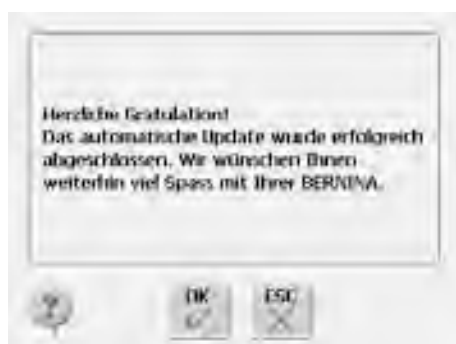 Herzliche Gratulation!
Das automatische Update wurde erfolgreich
abgeschlossen. Wir wünschen Ihnen
weiterhin viel Spass mit Ihrer BERNINA.
?
OK ESC